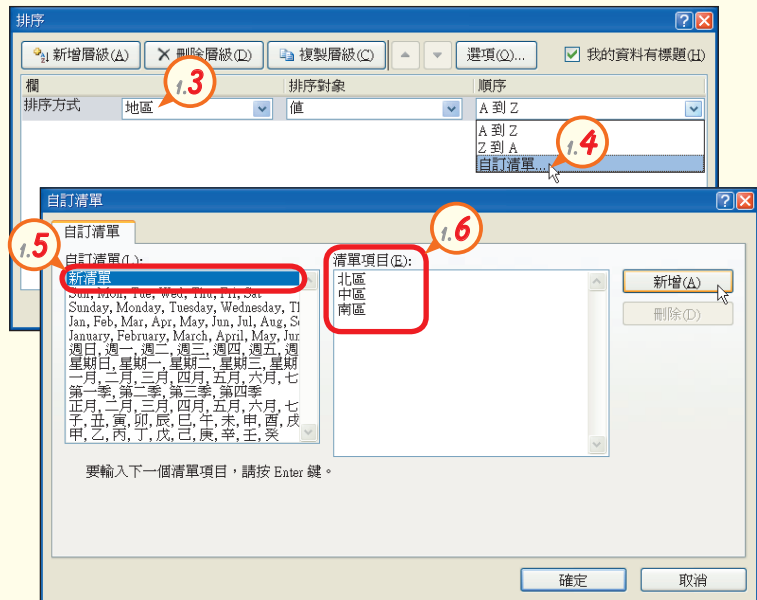 排序
新增層級(A)
刪除層級(D)
複製層級(C)
選項(O)...
我的資料有標題(H)
欄
排序對象
順序
排序方式
地區
值
A 到 Z
A 到 Z
Z 到 A
自訂清單...
1.3
1.4
自訂清單
自訂清單
1.5
1.6
自訂清單(L):
清單項目(E):
新清單
Sun, Mon, Tue, Wed, Thu, Fri, Sat
Sunday, Monday, Tuesday, Wednesday, T
Jan, Feb, Mar, Apr, May, Jun, Jul, Aug, S
January, February, March, April, May, Jun
週日, 週一, 週二, 週三, 週四, 週五, 週
星期日, 星期一, 星期二, 星期三, 星期
一月, 二月, 三月, 四月, 五月, 六月, 七
第一季, 第二季, 第三季, 第四季
正月, 二月, 三月, 四月, 五月, 六月, 七
子, 丑, 寅, 卯, 辰, 巳, 午, 未, 申, 酉, 戌
甲, 乙, 丙, 丁, 戊, 己, 庚, 辛, 壬, 癸
北區
中區
南區
新增(A)
刪除(D)
要輸入下一個清單項目，請按 Enter 鍵。
確定
取消